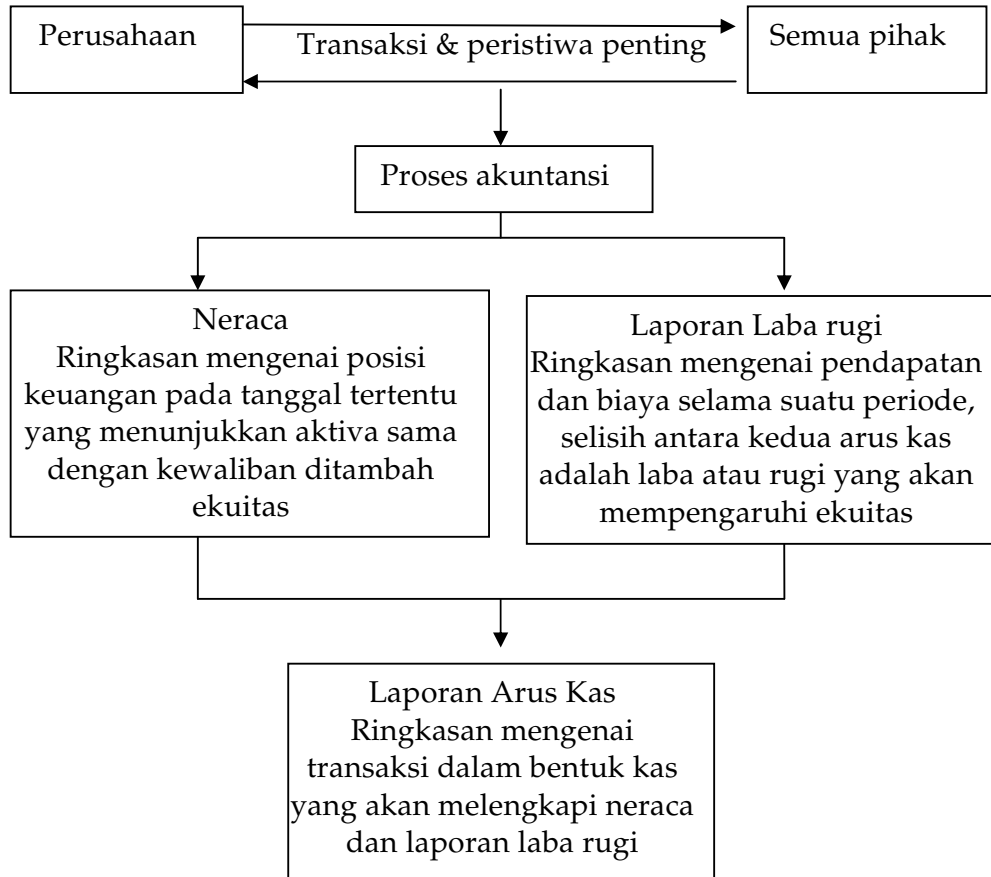 Perusahaan
Transaksi & peristiwa penting
Semua pihak
Proses akuntansi
Neraca
Ringkasan mengenai posisi
keuangan pada tanggal tertentu
yang menunjukkan aktiva sama
dengan kewaliban ditambah
ekuitas
Laporan Laba rugi
Ringkasan mengenai pendapatan
dan biaya selama suatu periode,
selisih antara kedua arus kas
adalah laba atau rugi yang akan
mempengaruhi ekuitas
Laporan Arus Kas
Ringkasan mengenai
transaksi dalam bentuk kas
yang akan melengkapi neraca
dan laporan laba rugi